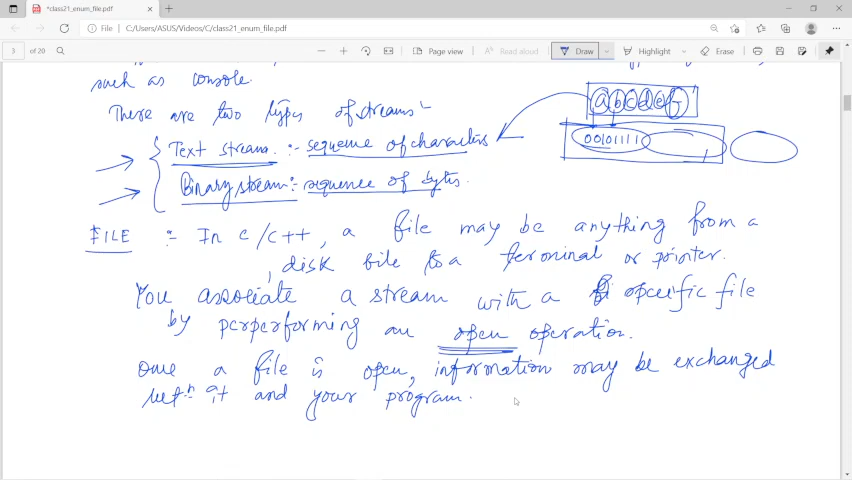 *class21_enum_file.pdf
File C:/Users/ASUS/Videos/C/class21_enum_file.pdf
3 of 20 Page view Read aloud Draw Highlight Erase
such as console.
There are two types of streams-
abcdef
Text stream :- sequence of characters
00101111
Binary stream :- sequence of bytes.
FILE :- In C/C++, a file may be anything from a
disk file to a terminal or printer.
You associate a stream with a specific file
by perperforming an open operation.
Once a file is open, information may be exchanged
betn it and your program.